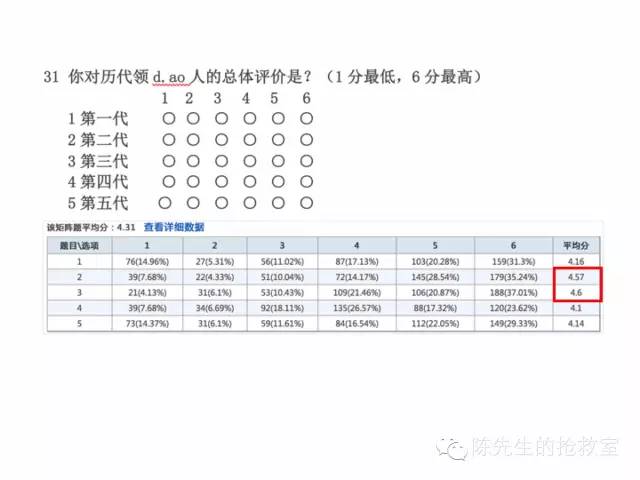 31 你对历代领d.ao人的总体评价是？（1分最低，6分最高）
1 2 3 4 5 6
1 第一代 ○ ○ ○ ○ ○ ○
2 第二代 ○ ○ ○ ○ ○ ○
3 第三代 ○ ○ ○ ○ ○ ○
4 第四代 ○ ○ ○ ○ ○ ○
5 第五代 ○ ○ ○ ○ ○ ○
该矩阵题平均分：4.31 查看详细数据
题目\选项 1 2 3 4 5 6 平均分
1 76(14.96%) 27(5.31%) 56(11.02%) 87(17.13%) 103(20.28%) 159(31.3%) 4.16
2 39(7.68%) 22(4.33%) 51(10.04%) 72(14.17%) 145(28.54%) 179(35.24%) 4.57
3 21(4.13%) 31(6.1%) 53(10.43%) 109(21.46%) 106(20.87%) 188(37.01%) 4.6
4 39(7.68%) 34(6.69%) 92(18.11%) 135(26.57%) 88(17.32%) 120(23.62%) 4.1
5 73(14.37%) 31(6.1%) 59(11.61%) 84(16.54%) 112(22.05%) 149(29.33%) 4.14
陈先生的抢救室